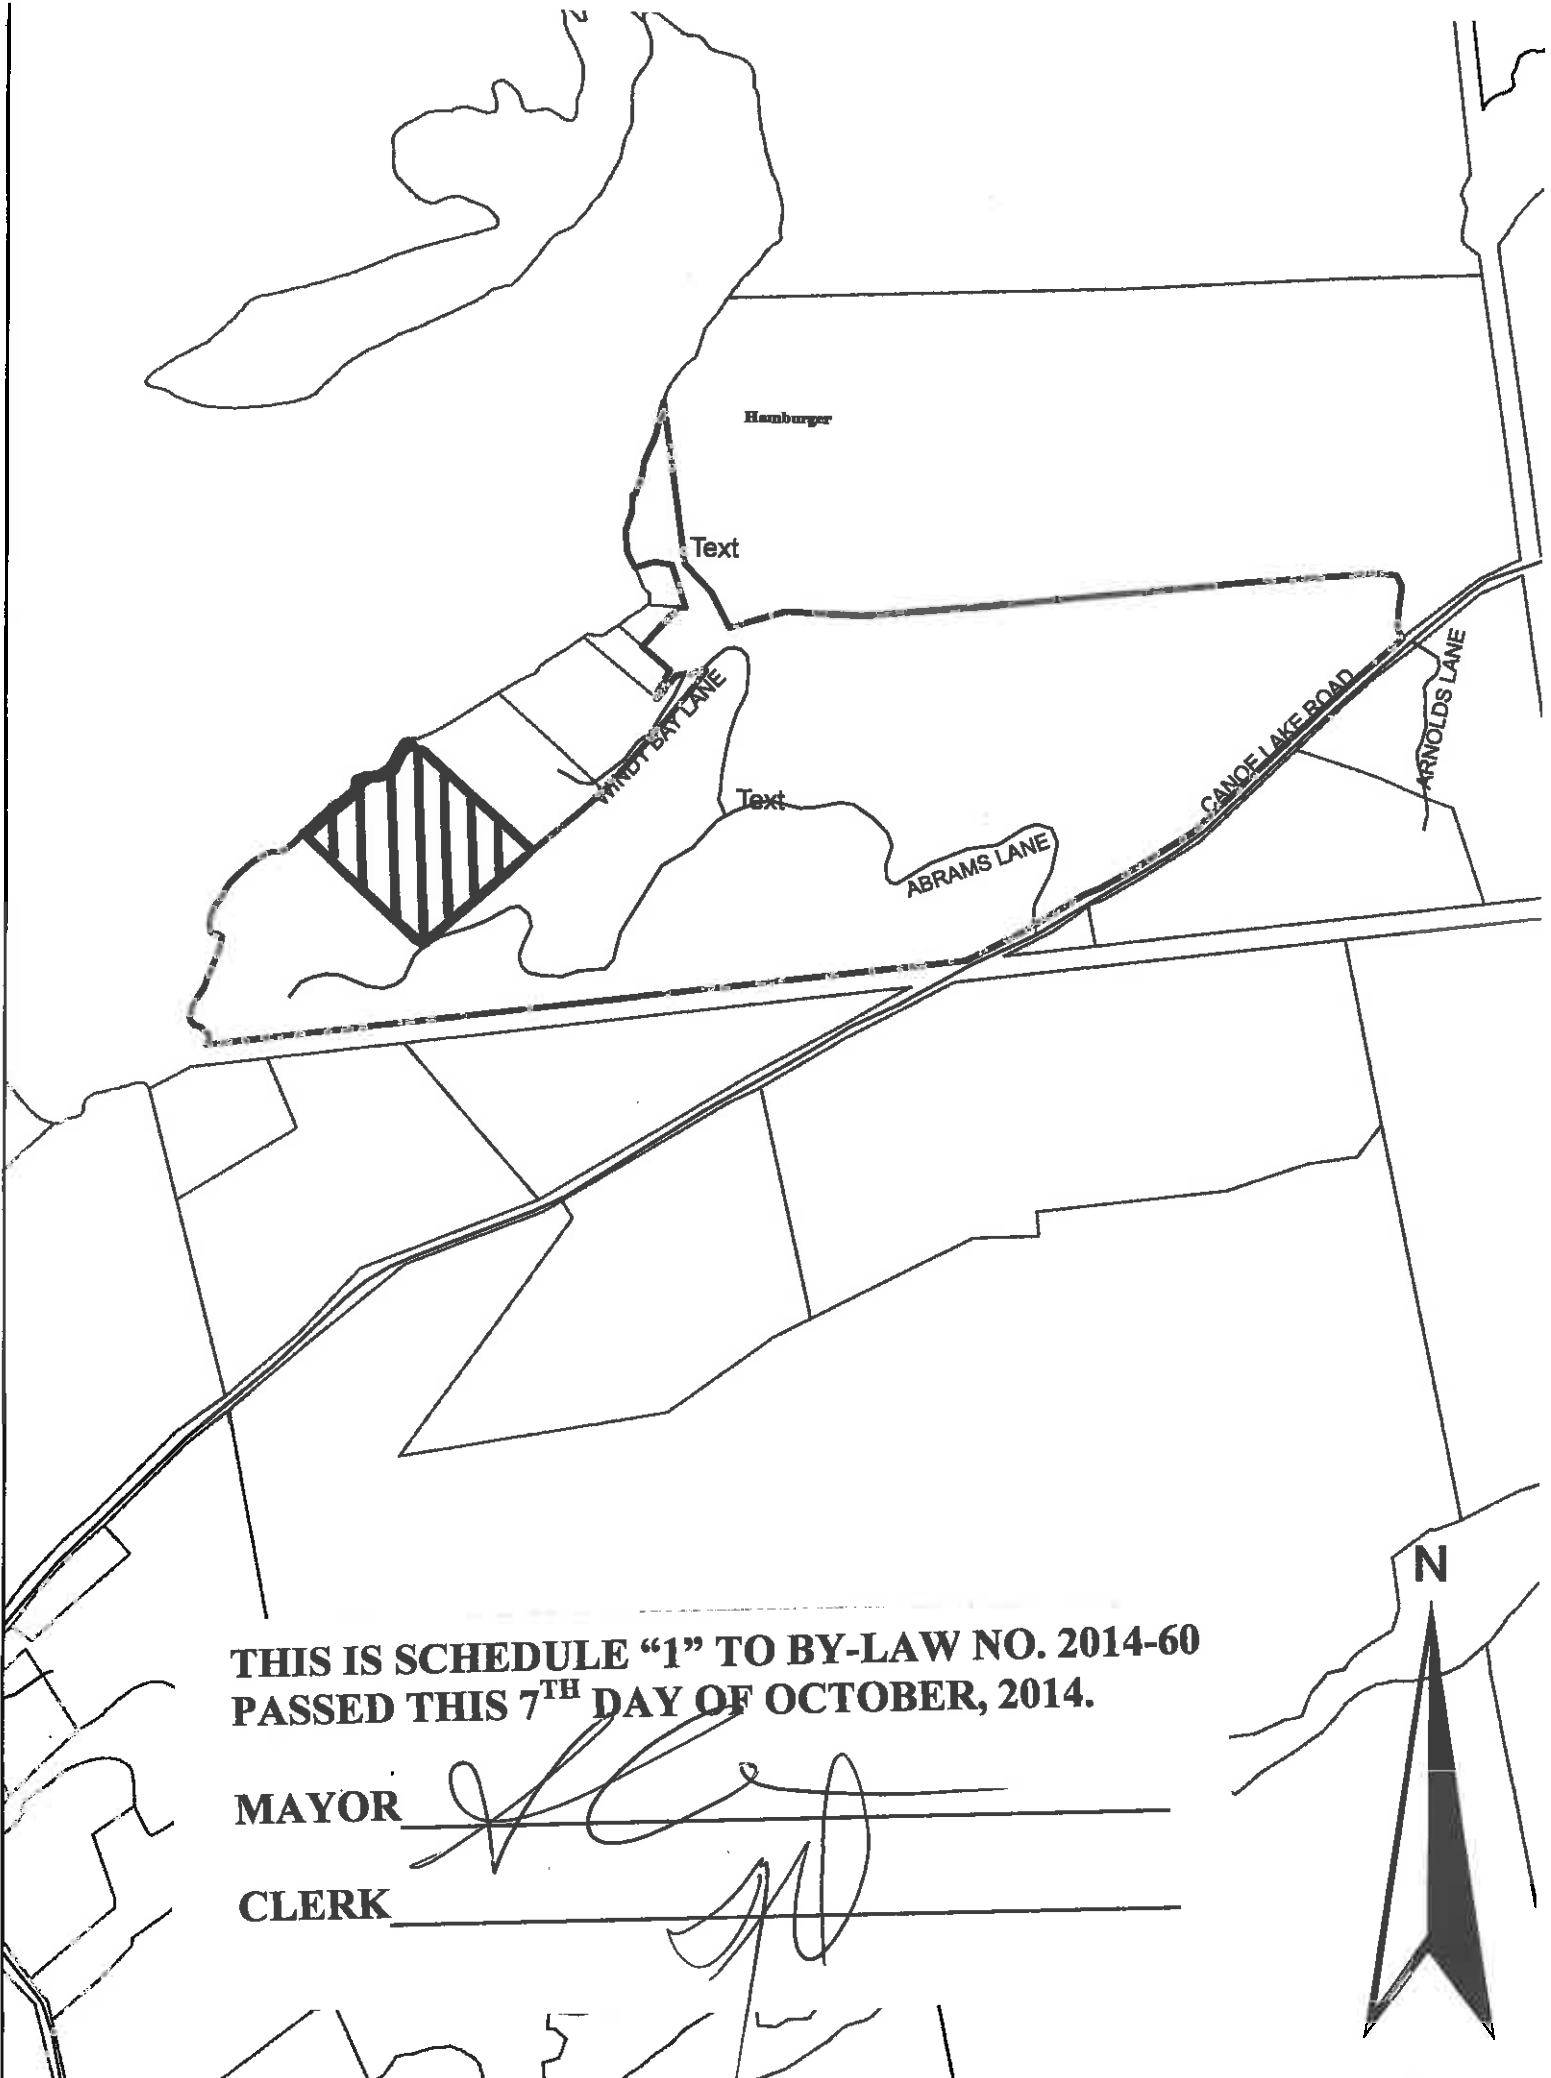 Hamburger
Text
WINDY BAY LANE
CANOE LAKE ROAD
ARNOLDS LANE
Text
ABRAMS LANE
N
THIS IS SCHEDULE “1” TO BY-LAW NO. 2014-60
PASSED THIS 7TH DAY OF OCTOBER, 2014.
MAYOR
CLERK